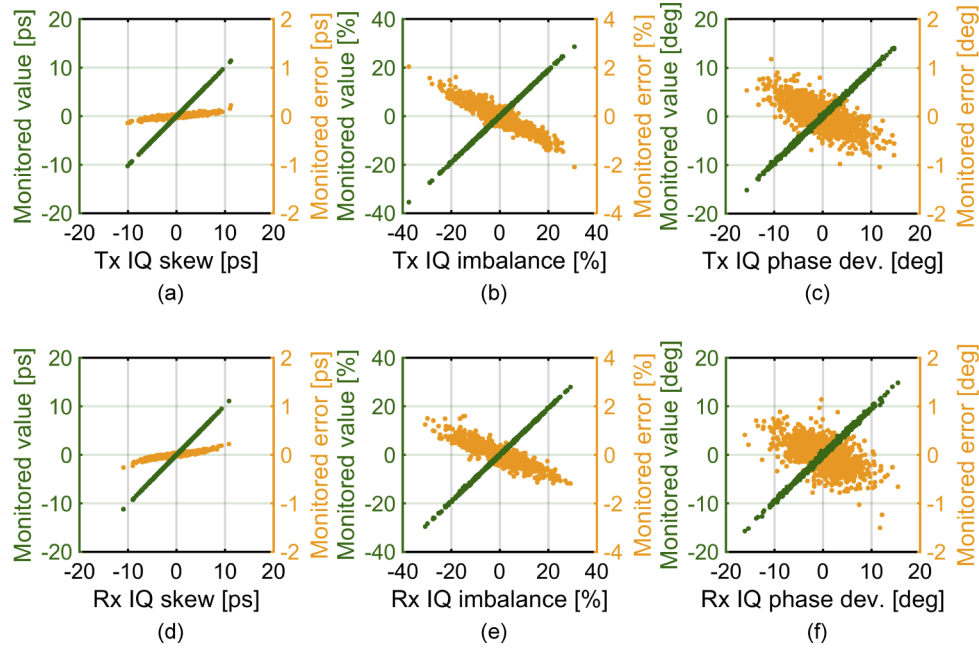 20 2 40 4 20 2
10 1 20 2 10 1
0 0 0 0 0 0
-10 -1 -20 -2 -10 -1
-20 -2 -40 -4 -20 -2
Monitored value [ps] Monitored error [ps] Monitored value [%] Monitored error [%] Monitored value [deg] Monitored error [deg]
-20 -10 0 10 20 -40 -20 0 20 40 -20 -10 0 10 20
Tx IQ skew [ps] Tx IQ imbalance [%] Tx IQ phase dev. [deg]
(a) (b) (c)
20 2 40 4 20 2
10 1 20 2 10 1
0 0 0 0 0 0
-10 -1 -20 -2 -10 -1
-20 -2 -40 -4 -20 -2
Monitored value [ps] Monitored error [ps] Monitored value [%] Monitored error [%] Monitored value [deg] Monitored error [deg]
-20 -10 0 10 20 -40 -20 0 20 40 -20 -10 0 10 20
Rx IQ skew [ps] Rx IQ imbalance [%] Rx IQ phase dev. [deg]
(d) (e) (f)